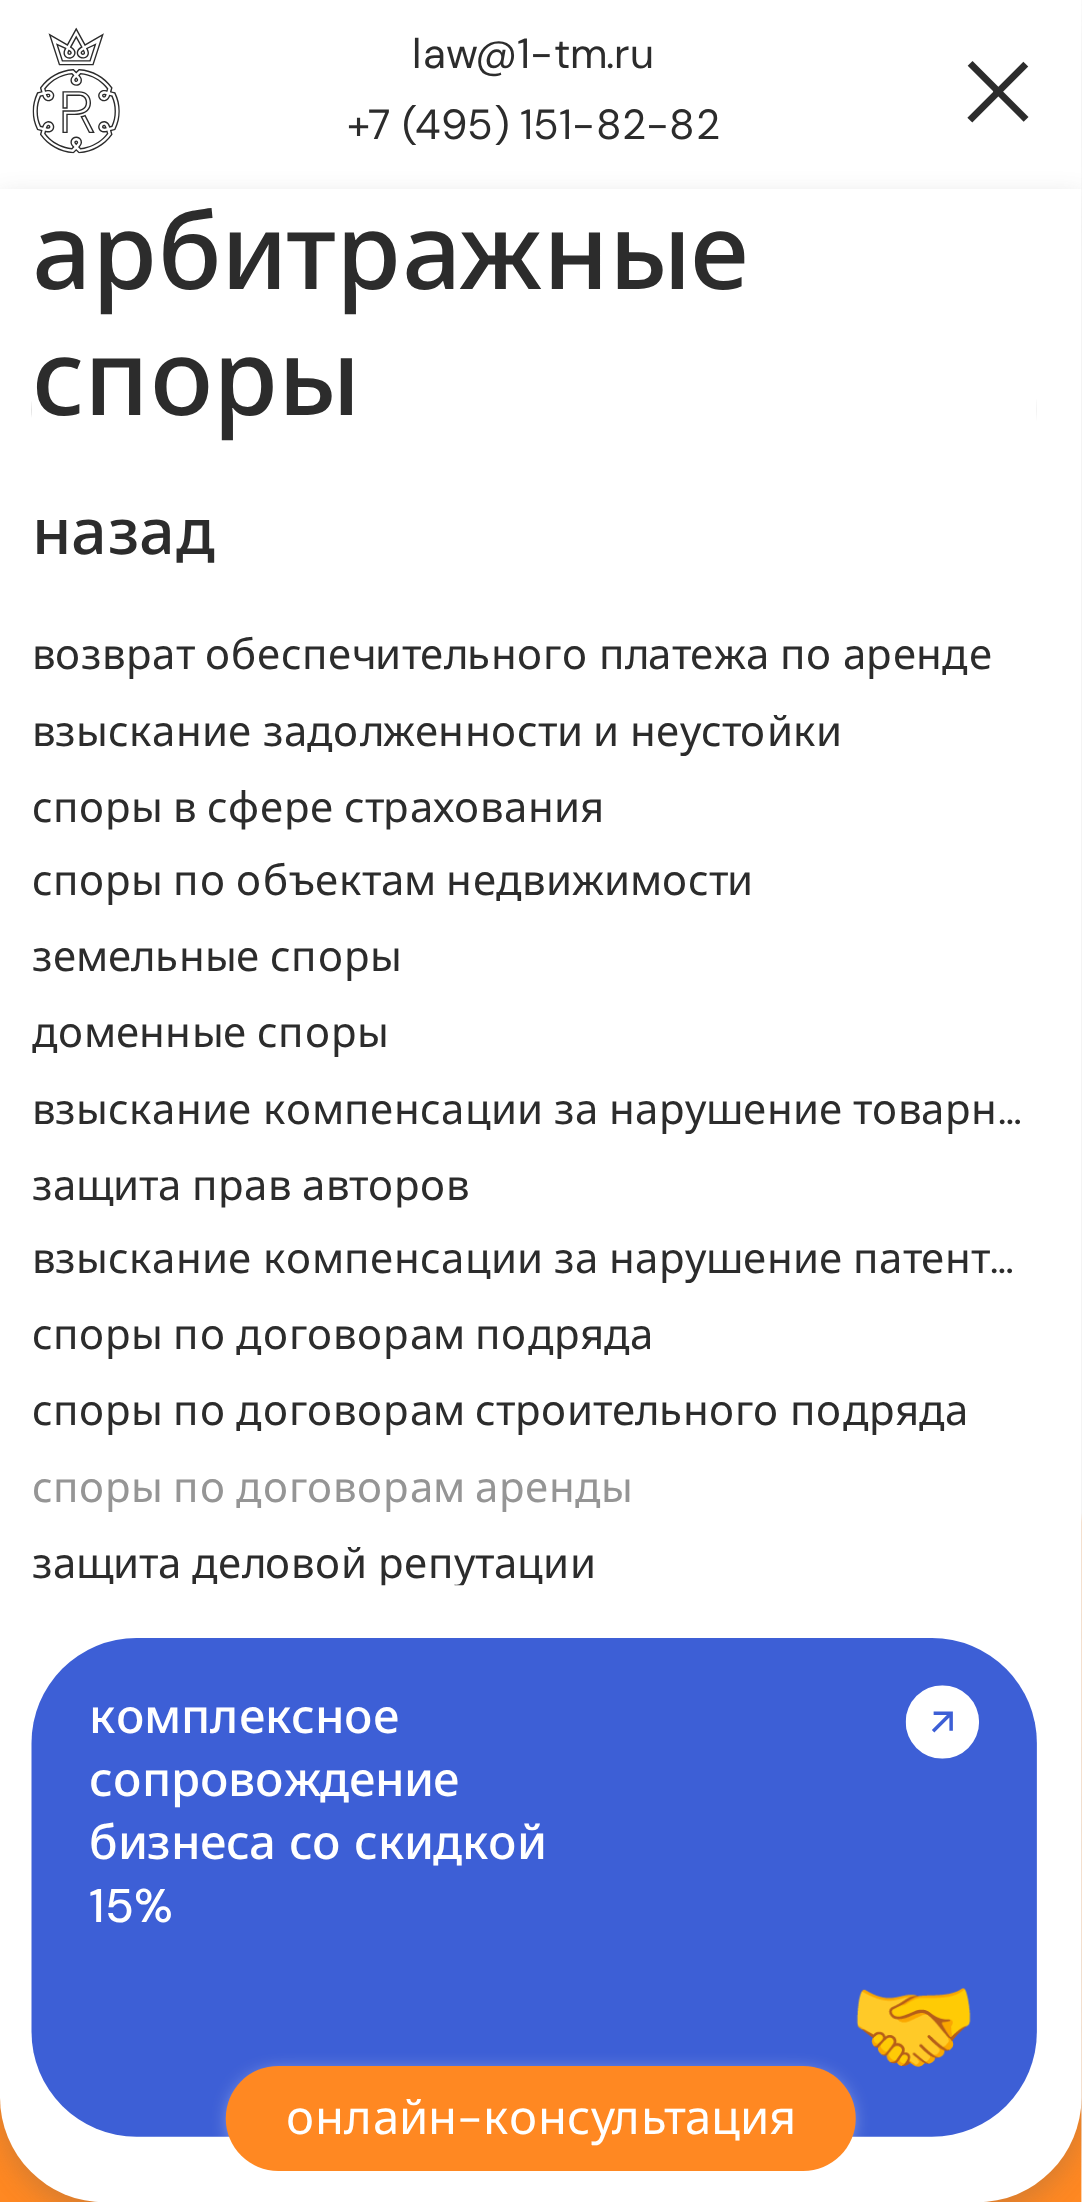 law@1-tm.ru
+7 (495) 151-82-82
R
арбитражные
споры
назад
возврат обеспечительного платежа по аренде
взыскание задолженности и неустойки
споры в сфере страхования
споры по объектам недвижимости
земельные споры
доменные споры
взыскание компенсации за нарушение товарн...
защита прав авторов
взыскание компенсации за нарушение патент...
споры по договорам подряда
споры по договорам строительного подряда
споры по договорам аренды
защита деловой репутации
комплексное
сопровождение
бизнеса со скидкой
15%
онлайн-консультация